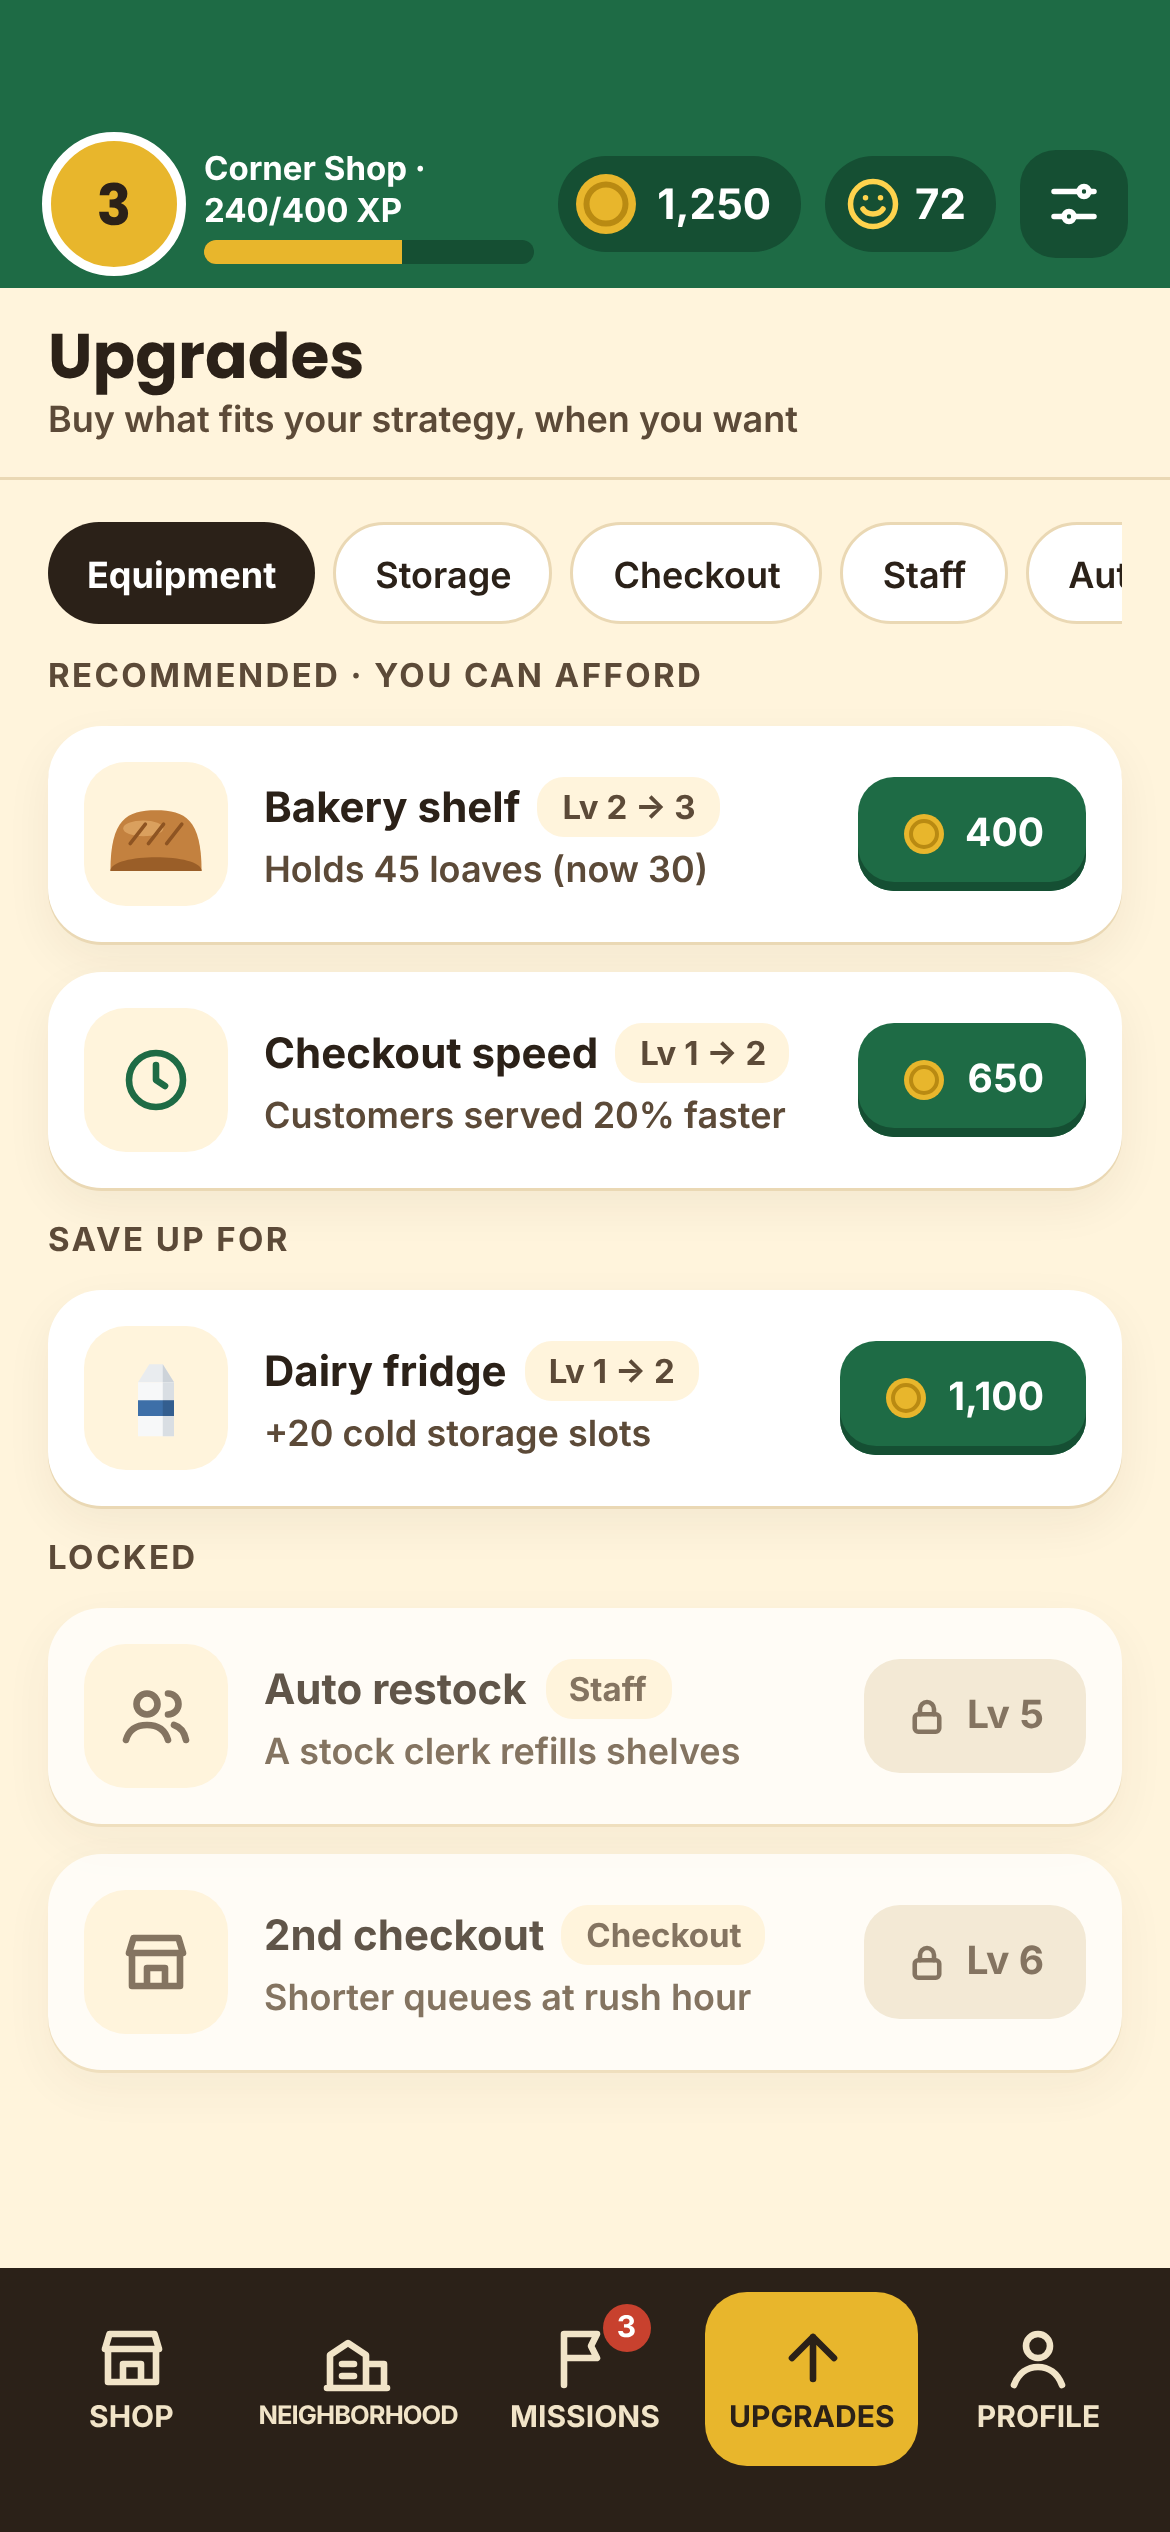 3
Corner Shop ·
240/400 XP
1,250
72
Upgrades
Buy what fits your strategy, when you want
Equipment
Storage
Checkout
Staff
Aut
RECOMMENDED · YOU CAN AFFORD
Bakery shelf
Lv 2 → 3
Holds 45 loaves (now 30)
400
Checkout speed
Lv 1 → 2
Customers served 20% faster
650
SAVE UP FOR
Dairy fridge
Lv 1 → 2
+20 cold storage slots
1,100
LOCKED
Auto restock
Staff
A stock clerk refills shelves
Lv 5
2nd checkout
Checkout
Shorter queues at rush hour
Lv 6
SHOP
NEIGHBORHOOD
3
MISSIONS
UPGRADES
PROFILE